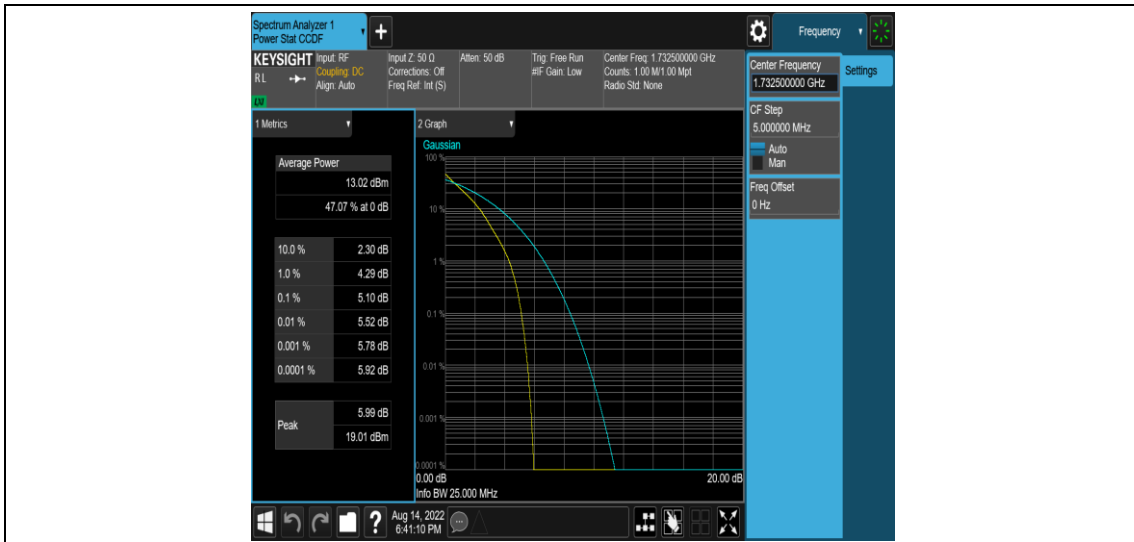 Spectrum Analyzer 1
Power Stat CCDF
Frequency
KEYSIGHT
RL
LXI
Input: RF
Coupling: DC
Align: Auto
Input Z: 50 Ω
Corrections: Off
Freq Ref: Int (S)
Atten: 50 dB
Trig: Free Run
#IF Gain: Low
Center Freq: 1.732500000 GHz
Counts: 1.00 M/1.00 Mpt
Radio Std: None
Center Frequency
1.732500000 GHz
Settings
CF Step
5.000000 MHz
Auto
Man
Freq Offset
0 Hz
1 Metrics
Average Power
13.02 dBm
47.07 % at 0 dB
10.0 % 2.30 dB
1.0 % 4.29 dB
0.1 % 5.10 dB
0.01 % 5.52 dB
0.001 % 5.78 dB
0.0001 % 5.92 dB
Peak
5.99 dB
19.01 dBm
2 Graph
Gaussian
100 %
10 %
1 %
0.1 %
0.01 %
0.001 %
0.0001 %
0.00 dB 20.00 dB
Info BW 25.000 MHz
?
Aug 14, 2022
6:41:10 PM